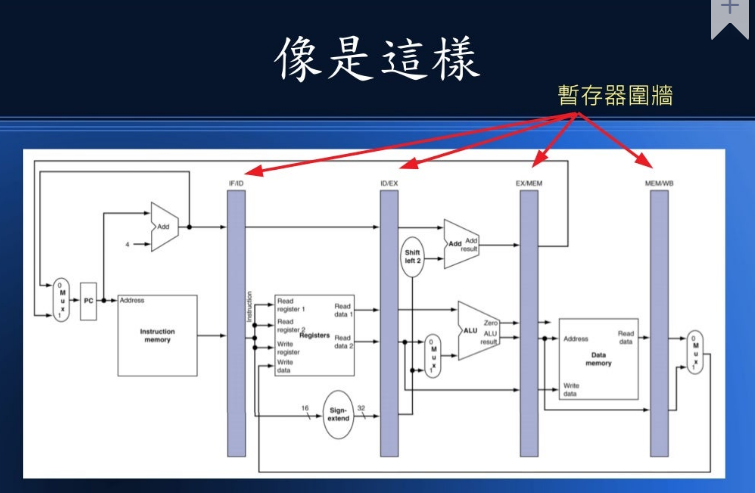 像是這樣
暫存器圍牆
IF/ID
ID/EX
EX/MEM
MEM/WB
Add
4
Shift
left 2
Add
Add
result
0
M
u
x
1
PC
Address
Instruction
memory
Instruction
Read
register 1
Read
register 2
Registers
Write
register
Write
data
Read
data 1
Read
data 2
0
M
u
x
1
ALU
Zero
ALU
result
Address
Data
memory
Read
data
Write
data
0
M
u
x
1
16
Sign-
extend
32